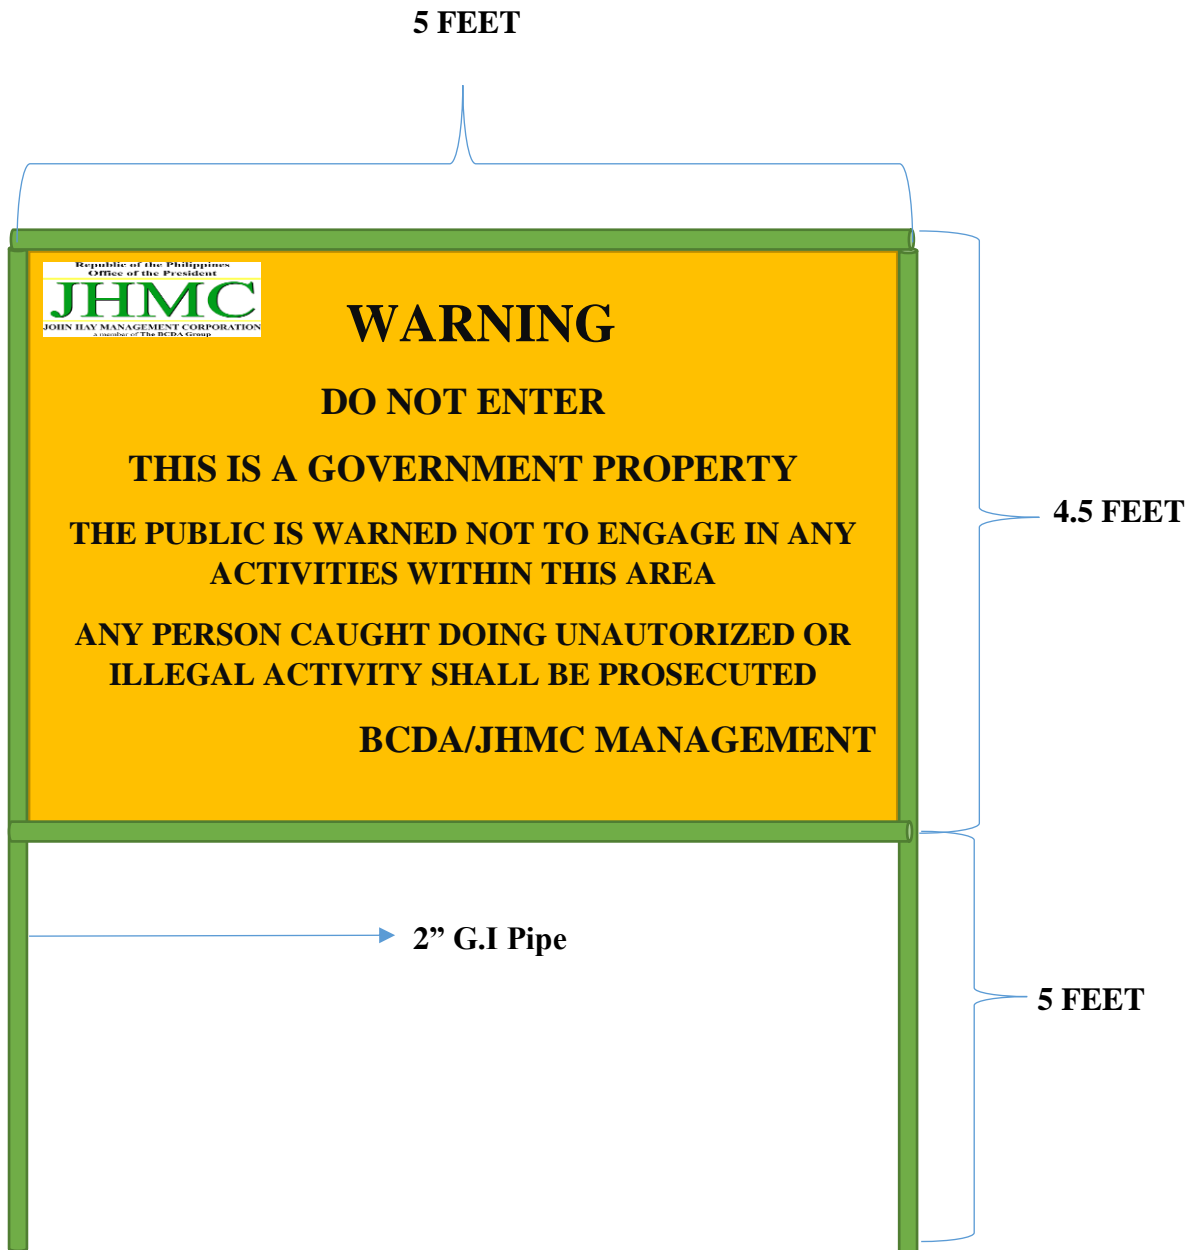 5 FEET
Republic of the Philippines
Office of the President
JHMC
JOHN HAY MANAGEMENT CORPORATION
a member of The BCDA Group
WARNING
DO NOT ENTER
THIS IS A GOVERNMENT PROPERTY
THE PUBLIC IS WARNED NOT TO ENGAGE IN ANY
ACTIVITIES WITHIN THIS AREA
ANY PERSON CAUGHT DOING UNAUTORIZED OR
ILLEGAL ACTIVITY SHALL BE PROSECUTED
BCDA/JHMC MANAGEMENT
4.5 FEET
2” G.I Pipe
5 FEET